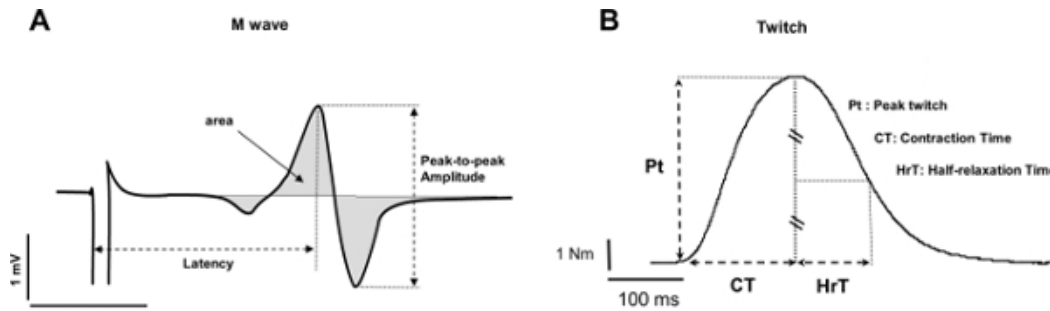 A
M wave
area
Peak-to-peak
Amplitude
Latency
1 mV
B
Twitch
Pt : Peak twitch
CT: Contraction Time
HrT: Half-relaxation Time
Pt
1 Nm
100 ms
CT
HrT